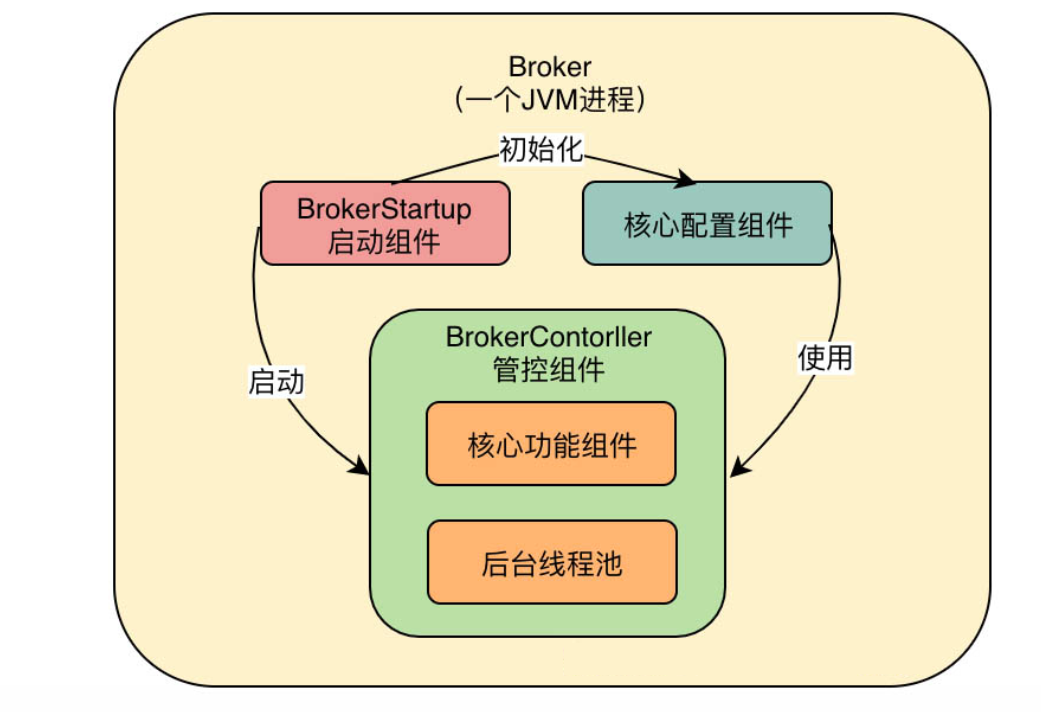 Broker
（一个JVM进程）
初始化
BrokerStartup
启动组件
核心配置组件
BrokerContorller
管控组件
启动
使用
核心功能组件
后台线程池